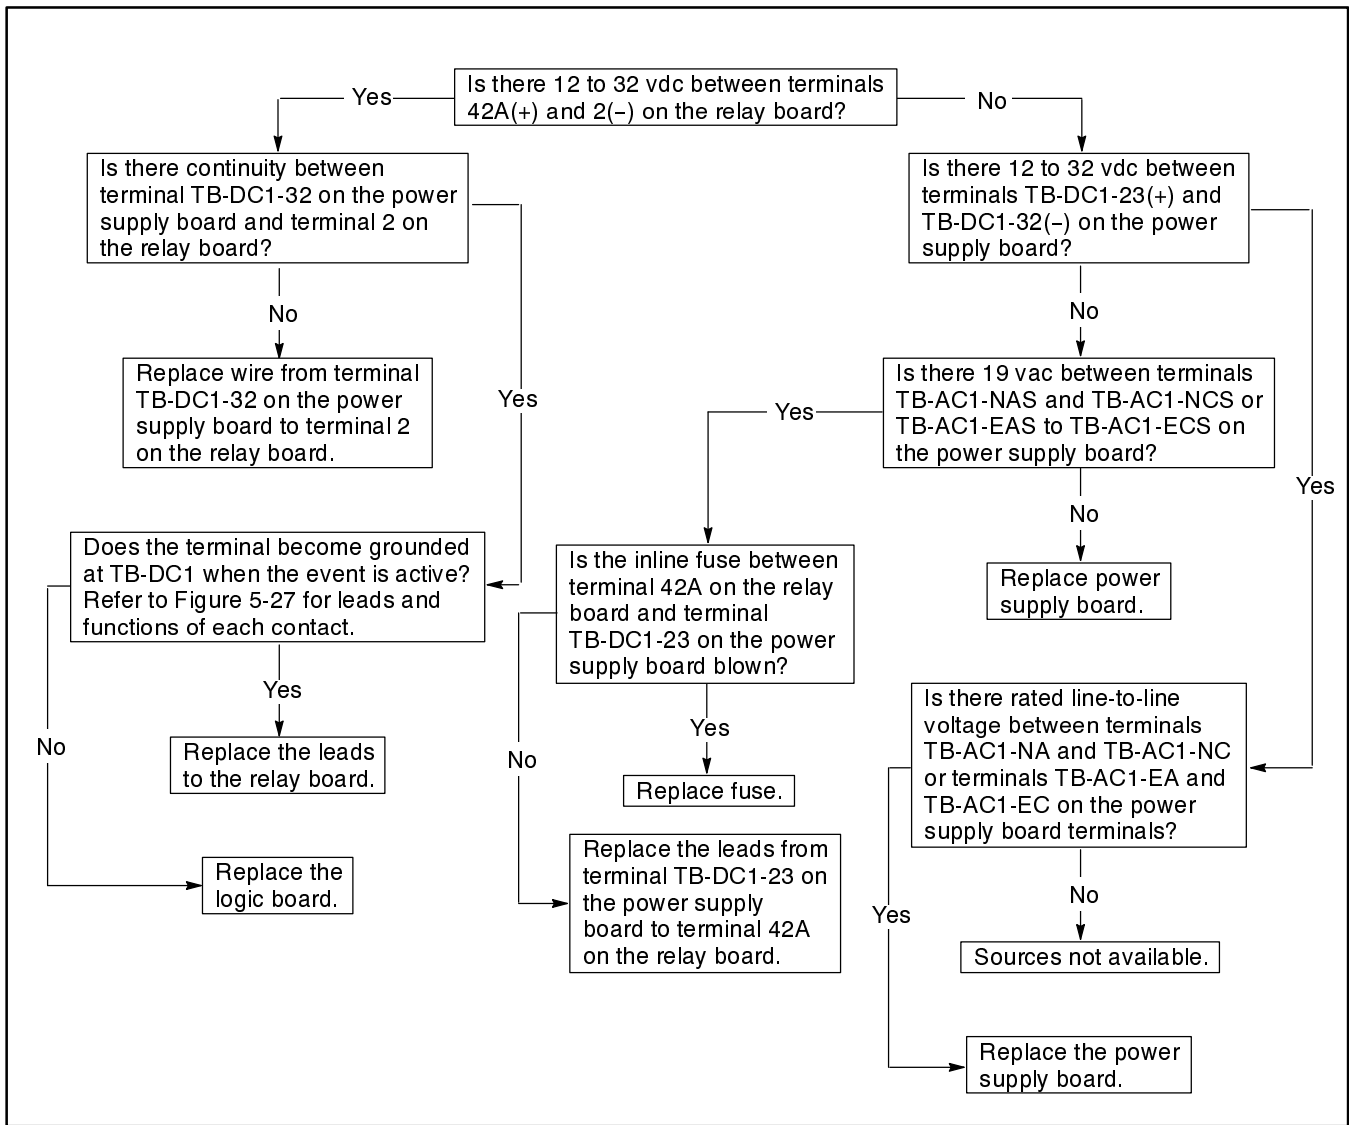 Is there 12 to 32 vdc between terminals
42A(+) and 2(–) on the relay board?
Yes
No
Is there continuity between
terminal TB-DC1-32 on the power
supply board and terminal 2 on
the relay board?
Is there 12 to 32 vdc between
terminals TB-DC1-23(+) and
TB-DC1-32(–) on the power
supply board?
No
No
Replace wire from terminal
TB-DC1-32 on the power
supply board to terminal 2
on the relay board.
Yes
Yes
Is there 19 vac between terminals
TB-AC1-NAS and TB-AC1-NCS or
TB-AC1-EAS to TB-AC1-ECS on
the power supply board?
Yes
No
Does the terminal become grounded
at TB-DC1 when the event is active?
Refer to Figure 5-27 for leads and
functions of each contact.
Is the inline fuse between
terminal 42A on the relay
board and terminal
TB-DC1-23 on the power
supply board blown?
Replace power
supply board.
Yes
No
Replace the leads
to the relay board.
No
Yes
Replace fuse.
Is there rated line-to-line
voltage between terminals
TB-AC1-NA and TB-AC1-NC
or terminals TB-AC1-EA and
TB-AC1-EC on the power
supply board terminals?
Replace the
logic board.
Replace the leads from
terminal TB-DC1-23 on
the power supply
board to terminal 42A
on the relay board.
Yes
No
Sources not available.
Replace the power
supply board.